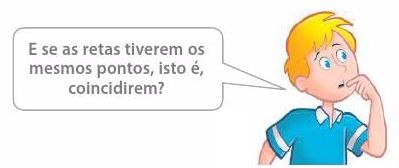 E se as retas tiverem os
mesmos pontos, isto é,
coincidirem?